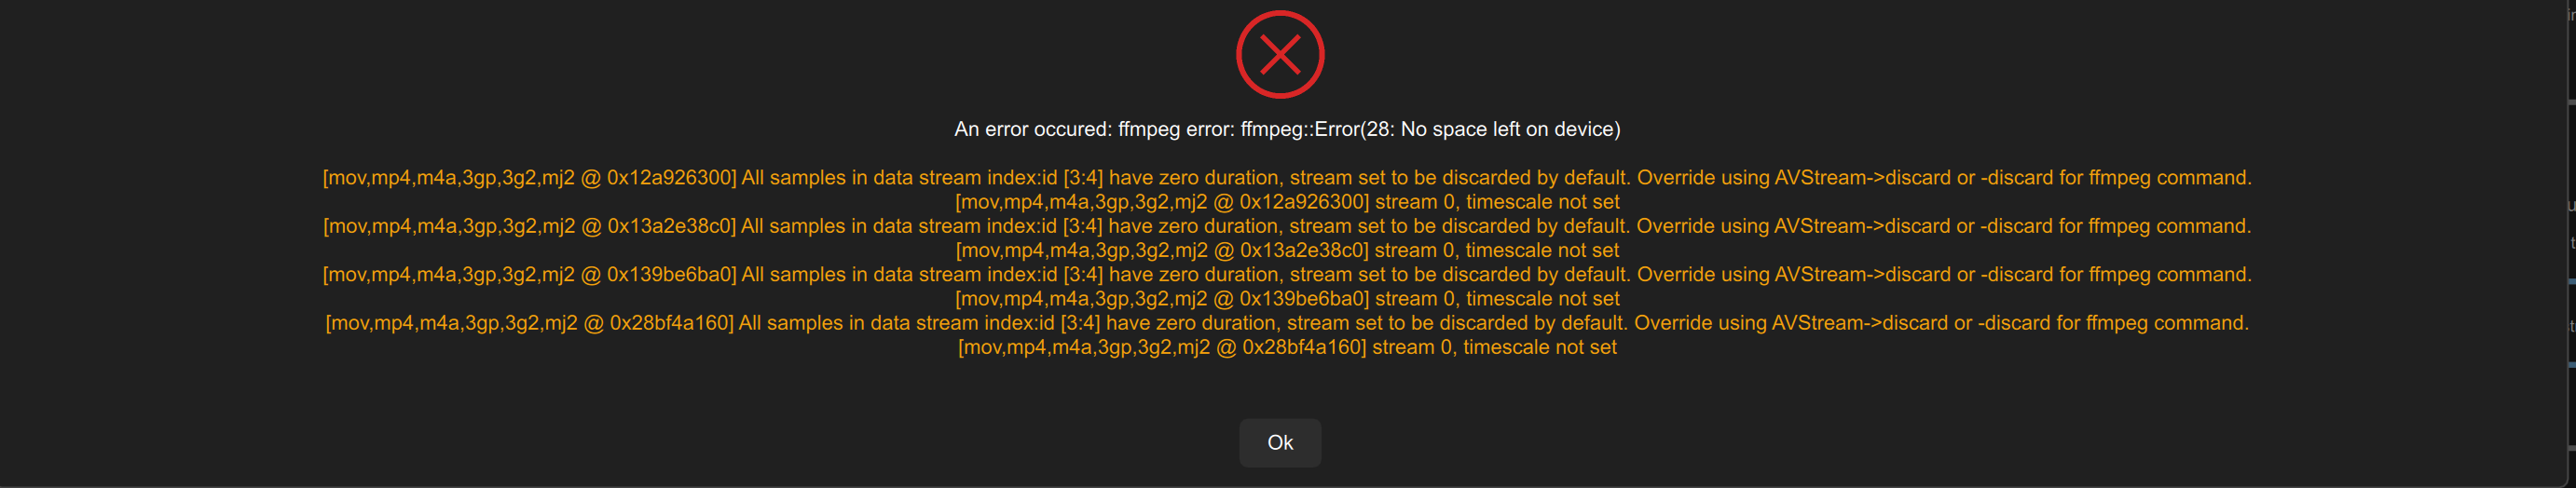 An error occured: ffmpeg error: ffmpeg::Error(28: No space left on device)
[mov,mp4,m4a,3gp,3g2,mj2 @ 0x12a926300] All samples in data stream index:id [3:4] have zero duration, stream set to be discarded by default. Override using AVStream->discard or -discard for ffmpeg command.
[mov,mp4,m4a,3gp,3g2,mj2 @ 0x12a926300] stream 0, timescale not set
[mov,mp4,m4a,3gp,3g2,mj2 @ 0x13a2e38c0] All samples in data stream index:id [3:4] have zero duration, stream set to be discarded by default. Override using AVStream->discard or -discard for ffmpeg command.
[mov,mp4,m4a,3gp,3g2,mj2 @ 0x13a2e38c0] stream 0, timescale not set
[mov,mp4,m4a,3gp,3g2,mj2 @ 0x139be6ba0] All samples in data stream index:id [3:4] have zero duration, stream set to be discarded by default. Override using AVStream->discard or -discard for ffmpeg command.
[mov,mp4,m4a,3gp,3g2,mj2 @ 0x139be6ba0] stream 0, timescale not set
[mov,mp4,m4a,3gp,3g2,mj2 @ 0x28bf4a160] All samples in data stream index:id [3:4] have zero duration, stream set to be discarded by default. Override using AVStream->discard or -discard for ffmpeg command.
[mov,mp4,m4a,3gp,3g2,mj2 @ 0x28bf4a160] stream 0, timescale not set
Ok